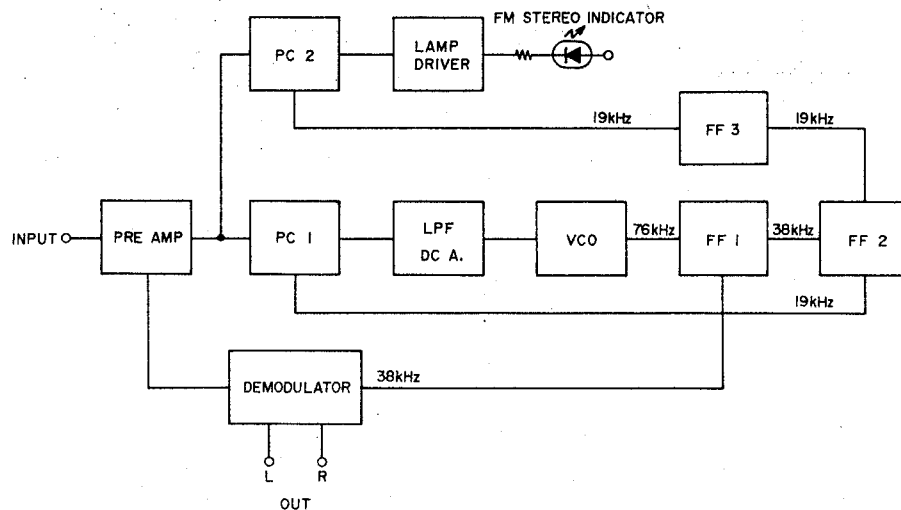 FM STEREO INDICATOR
PC 2
LAMP
DRIVER
19kHz
FF 3
19kHz
INPUT
PRE AMP
PC 1
LPF
DC A.
VCO
76kHz
FF 1
38kHz
FF 2
19kHz
DEMODULATOR
38kHz
L
R
OUT